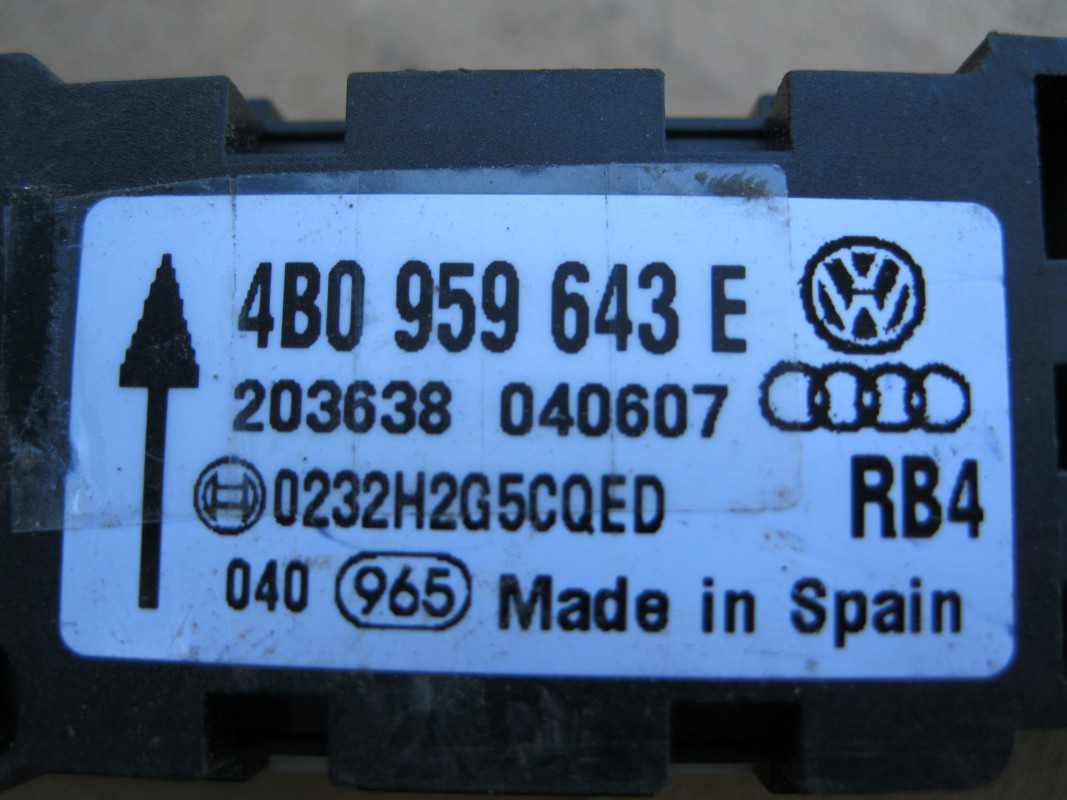 4B0 959 643 E
203638 040607
0232H2G5CQED RB4
040 965 Made in Spain